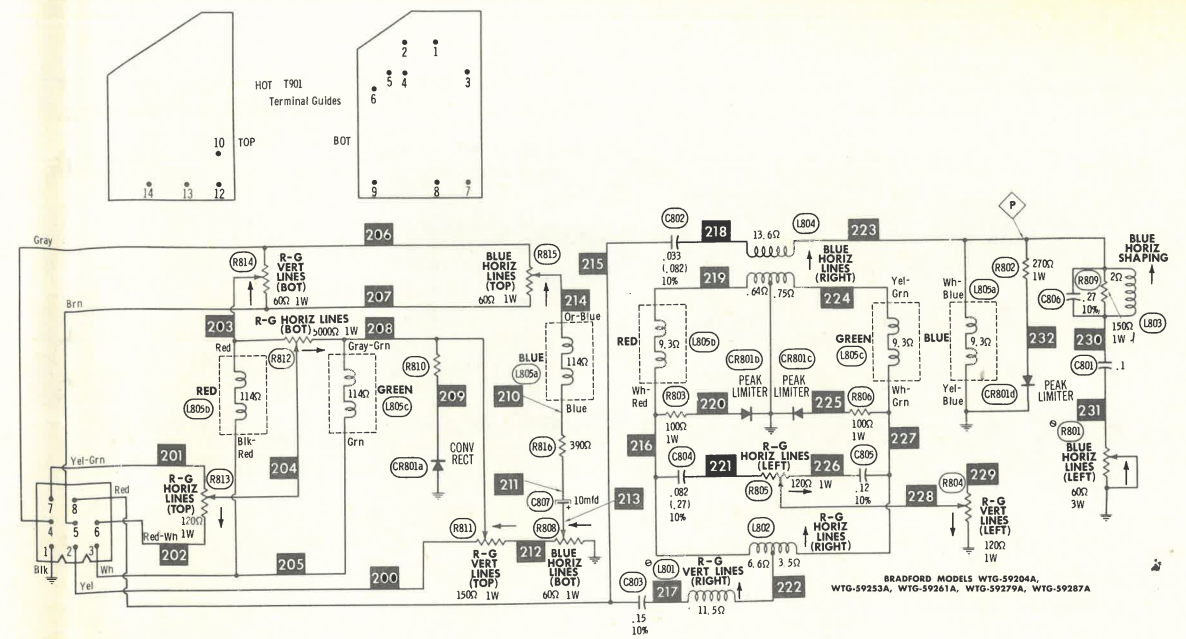 HOT T901
Terminal Guides
TOP
10
14 13 12
BOT
2 1
5 4 3
6
9 8 7
Gray
206
R814
R-G
VERT
LINES
(BOT)
60Ω 1W
BLUE
HORIZ
LINES
(TOP)
60Ω 1W
R815
Brn
207
214
Or-Blue
203
R-G HORIZ LINES
(BOT) 5000Ω 1W
208
Red
R812
Gray-Grn
RED
L805b
114Ω
114Ω
GREEN
L805c
R810
209
BLUE
L805a
114Ω
210
Blue
Blk-
Red
Grn
204
CR801a
CONV
RECT
R816
390Ω
211
C807
10mfd
+
213
Yel-Grn
201
R-G
HORIZ
LINES
(TOP)
120Ω
1W
R813
Red
7 8
4 5 6
1 2 3
Red-Wh
202
Blk
Wh
Yel
205
200
R811
R-G
VERT
LINES
(TOP)
150Ω 1W
212
R808
BLUE
HORIZ
LINES
(BOT)
60Ω 1W
215
C802
.033
(.082)
10%
218
13.6Ω
L804
BLUE
HORIZ
LINES
(RIGHT)
223
219
.64Ω .75Ω
224
Yel-
Grn
RED
9.3Ω
L805b
Wh-
Red
CR801b
PEAK
LIMITER
CR801c
PEAK
LIMITER
GREEN
L805c
9.3Ω
Wh-
Grn
R803
100Ω
1W
220
225
R806
100Ω
1W
216
227
C804
.082
(.27)
10%
221
R-G
HORIZ LINES
(LEFT)
R805
120Ω
1W
226
C805
.12
10%
228
L802
6.6Ω 3.5Ω
R-G
HORIZ
LINES
(RIGHT)
C803
.15
10%
217
L801
R-G
VERT LINES
(RIGHT)
11.5Ω
222
Wh-
Blue
L805a
BLUE
9.3Ω
Yel-
Blue
P
R802
270Ω
1W
232
CR801d
PEAK
LIMITER
R804
229
R-G
VERT
LINES
(LEFT)
120Ω
1W
BLUE
HORIZ
SHAPING
R809
2Ω
C806
.27
10%
150Ω
1W
L803
230
C801
.1
231
R801
BLUE
HORIZ
LINES
(LEFT)
60Ω
3W
BRADFORD MODELS WTG-59204A,
WTG-59253A, WTG-59261A, WTG-59279A, WTG-59287A